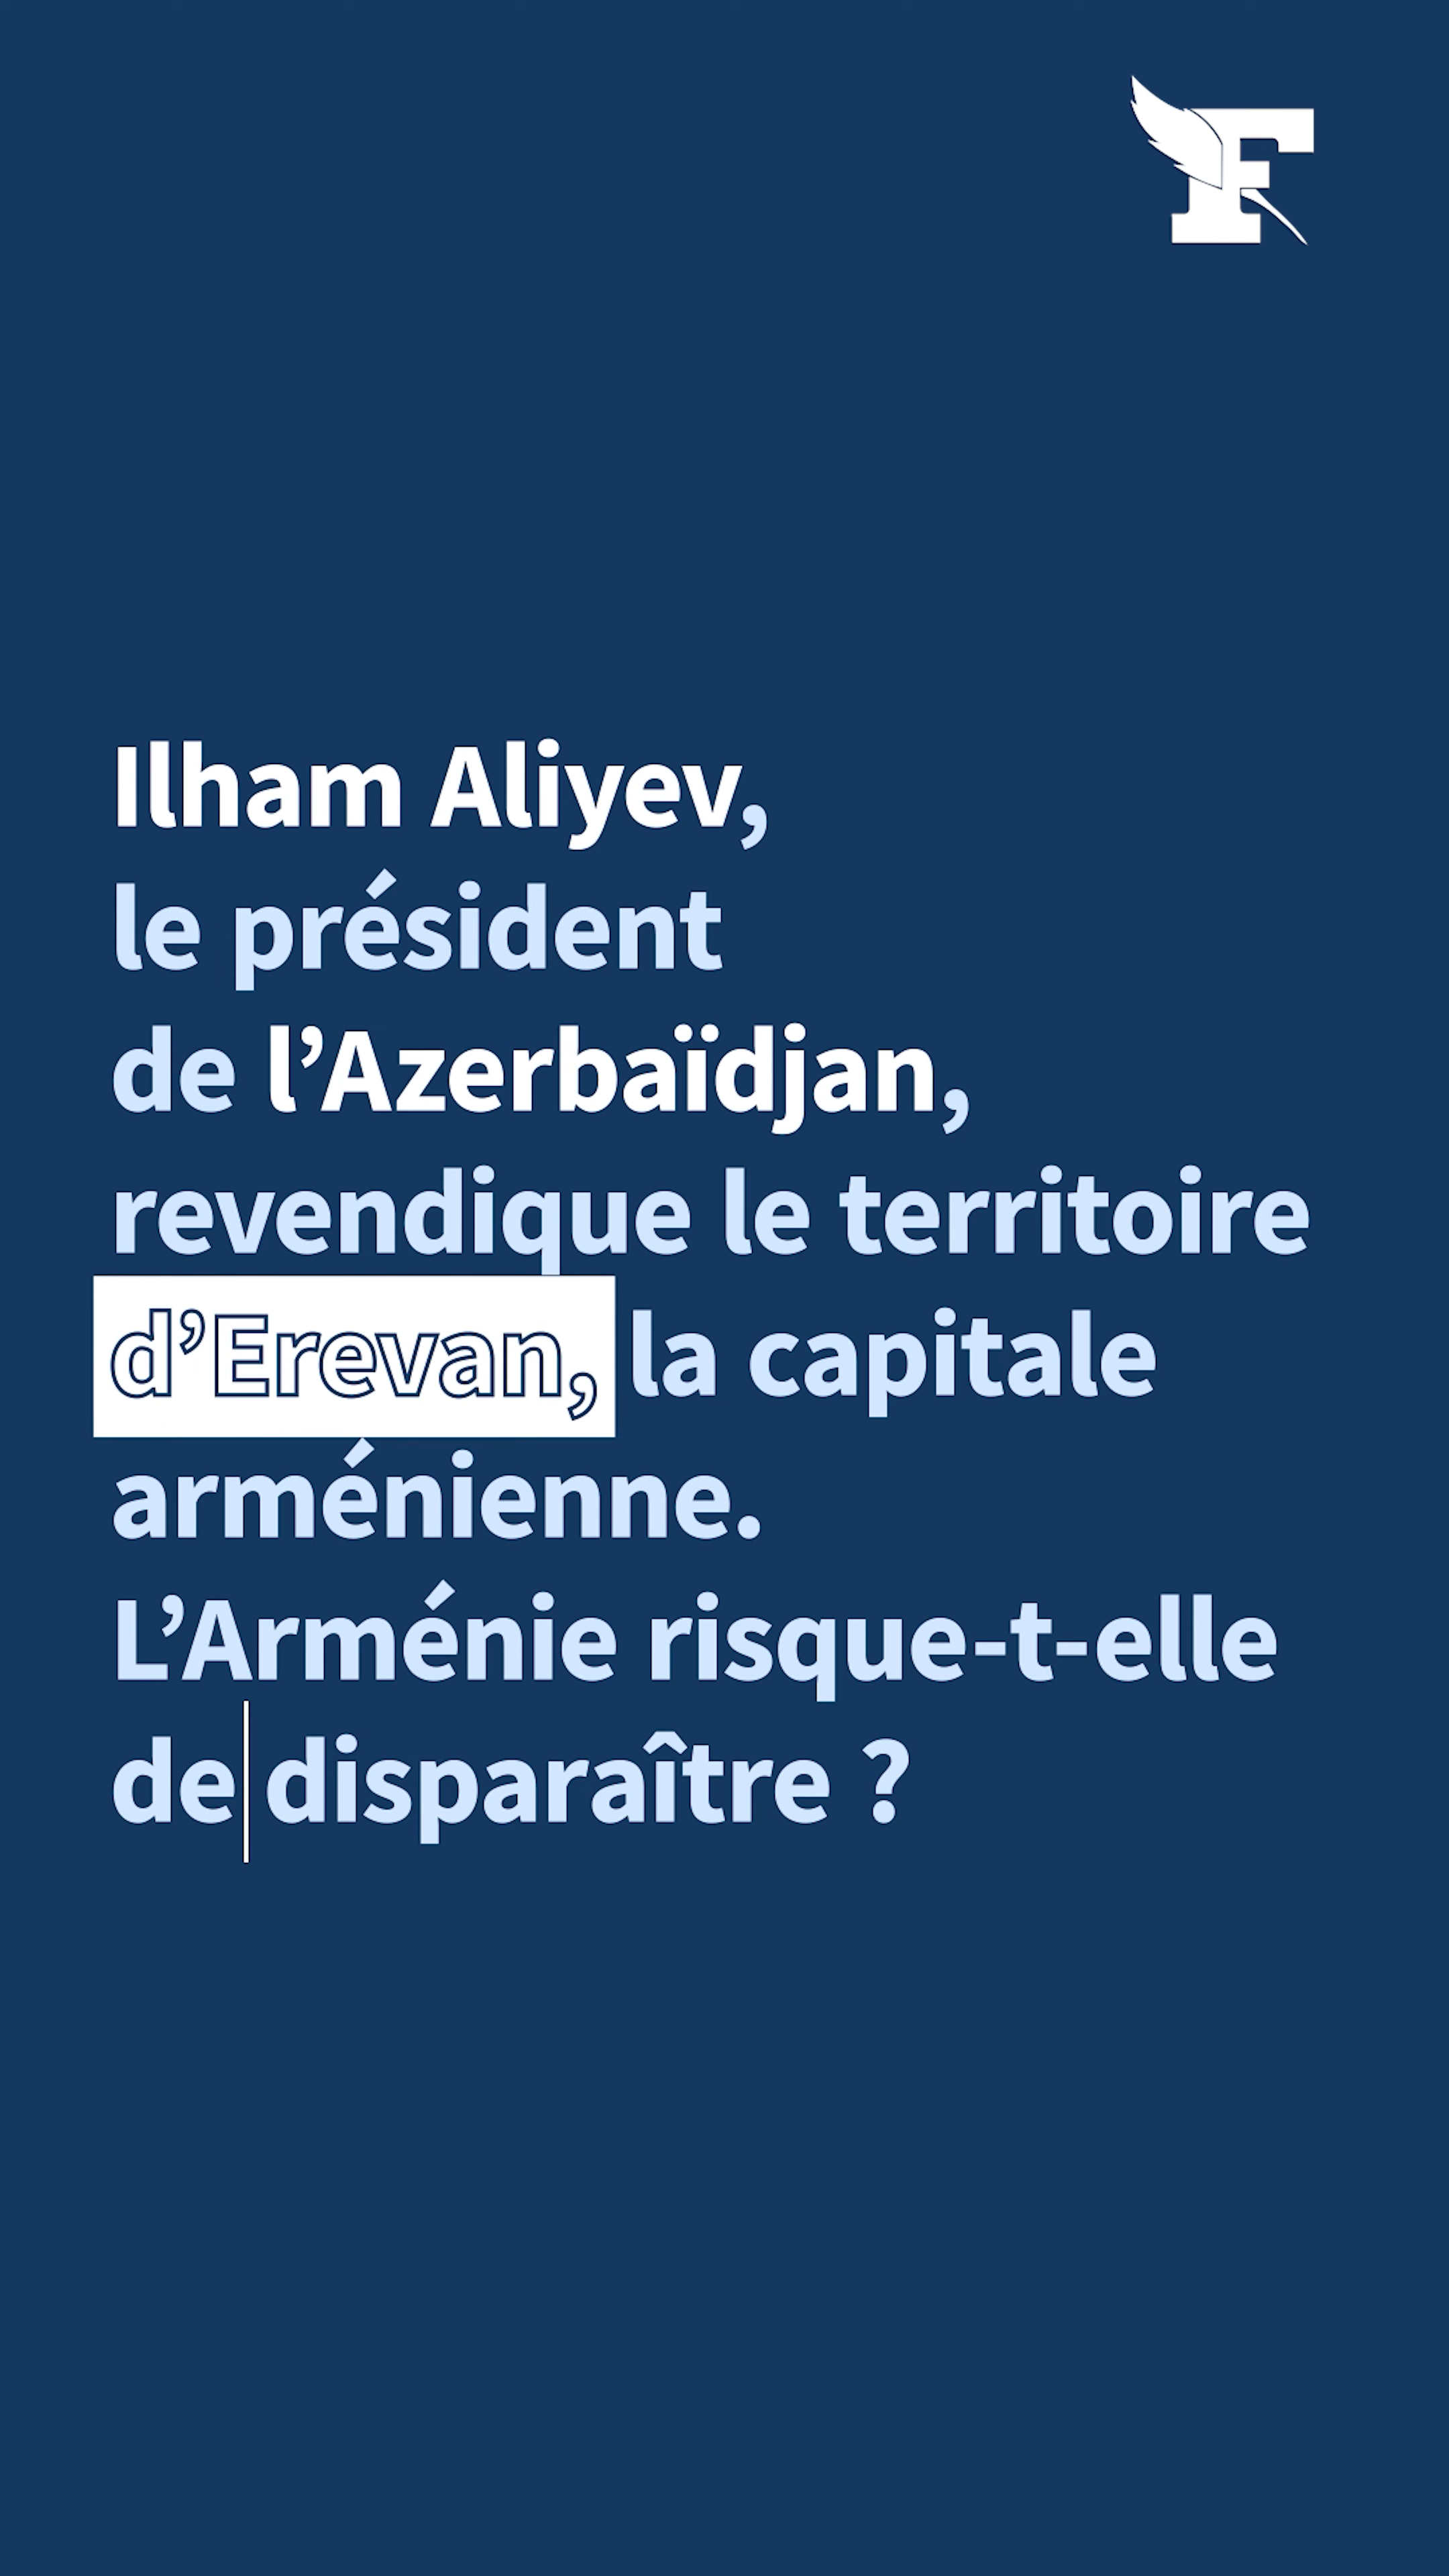 F
Ilham Aliyev,
le président
de l’Azerbaïdjan,
revendique le territoire
d’Erevan, la capitale
arménienne.
L’Arménie risque-t-elle
de disparaître ?